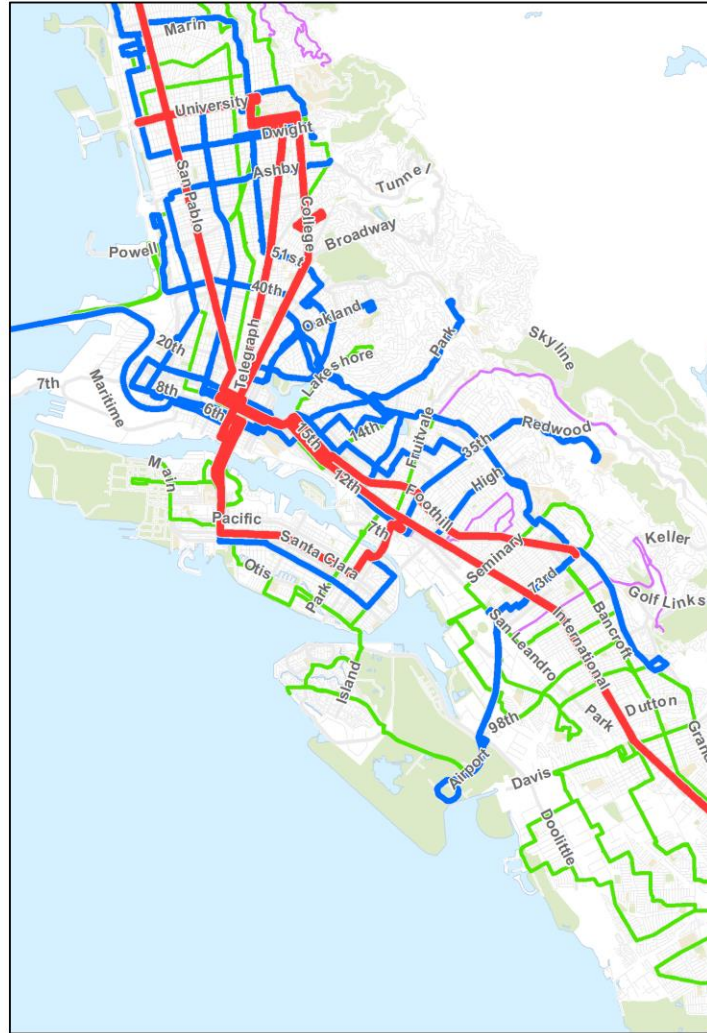 Marin
University
Dwight
Ashby
Tunnel
San Pablo
College
Broadway
Powell
51st
40th
Oakland
Telegraph
Park
Skyline
20th
Lakeshore
7th
Maritime
8th
6th
14th
Fruitvale
35th
Redwood
15th
12th
High
Main
Foothill
Pacific
7th
Santa Clara
Seminary
Keller
Otis
Park
73rd
Golf Links
Bancroft
San Leandro
International
Island
Park
Dutton
98th
Grand
Airport
Davis
Doolittle